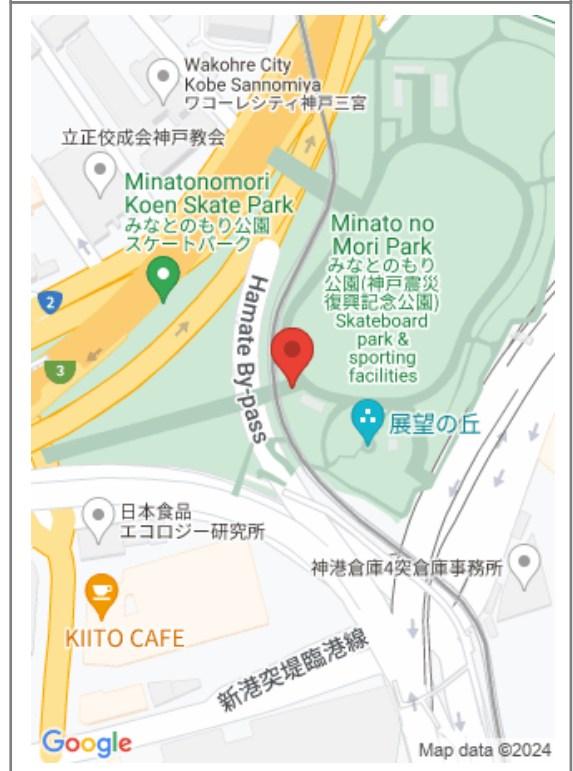 Wakohre City
Kobe Sannomiya
ワコーレシティ神戸三宮
立正佼成会神戸教会
Minatonomori
Koen Skate Park
みなとのもり公園
スケートパーク
Minato no
Mori Park
みなとのもり
公園(神戸震災
復興記念公園)
Skateboard
park &
sporting
facilities
2
Hamate By-pass
3
展望の丘
日本食品
エコロジー研究所
神港倉庫4突倉庫事務所
KIITO CAFE
新港突堤臨港線
Google
Map data ©2024